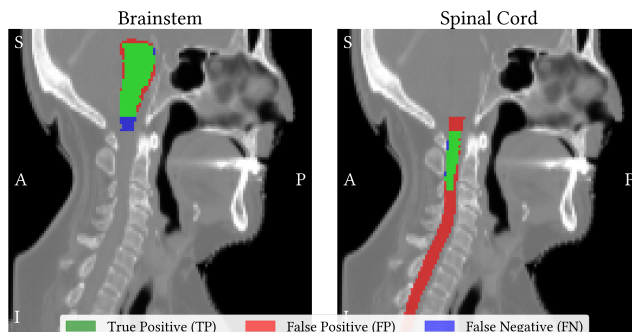 Brainstem
Spinal Cord
S
S
A
P
A
P
I
True Positive (TP)
False Positive (FP)
False Negative (FN)